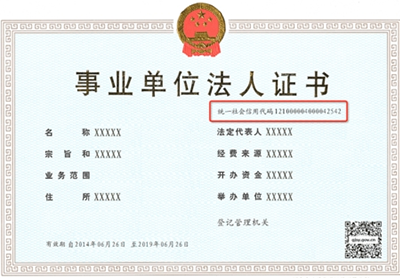 事业单位法人证书
统一社会信用代码121000004000042542
名称 XXXXX
法定代表人 XXXXX
宗旨和 XXXXX
经费来源 XXXXX
业务范围
开办资金 XXXXX
住所 XXXXX
举办单位 XXXXX
登记管理机关
有效期 自2014年06月26日至2019年06月26日